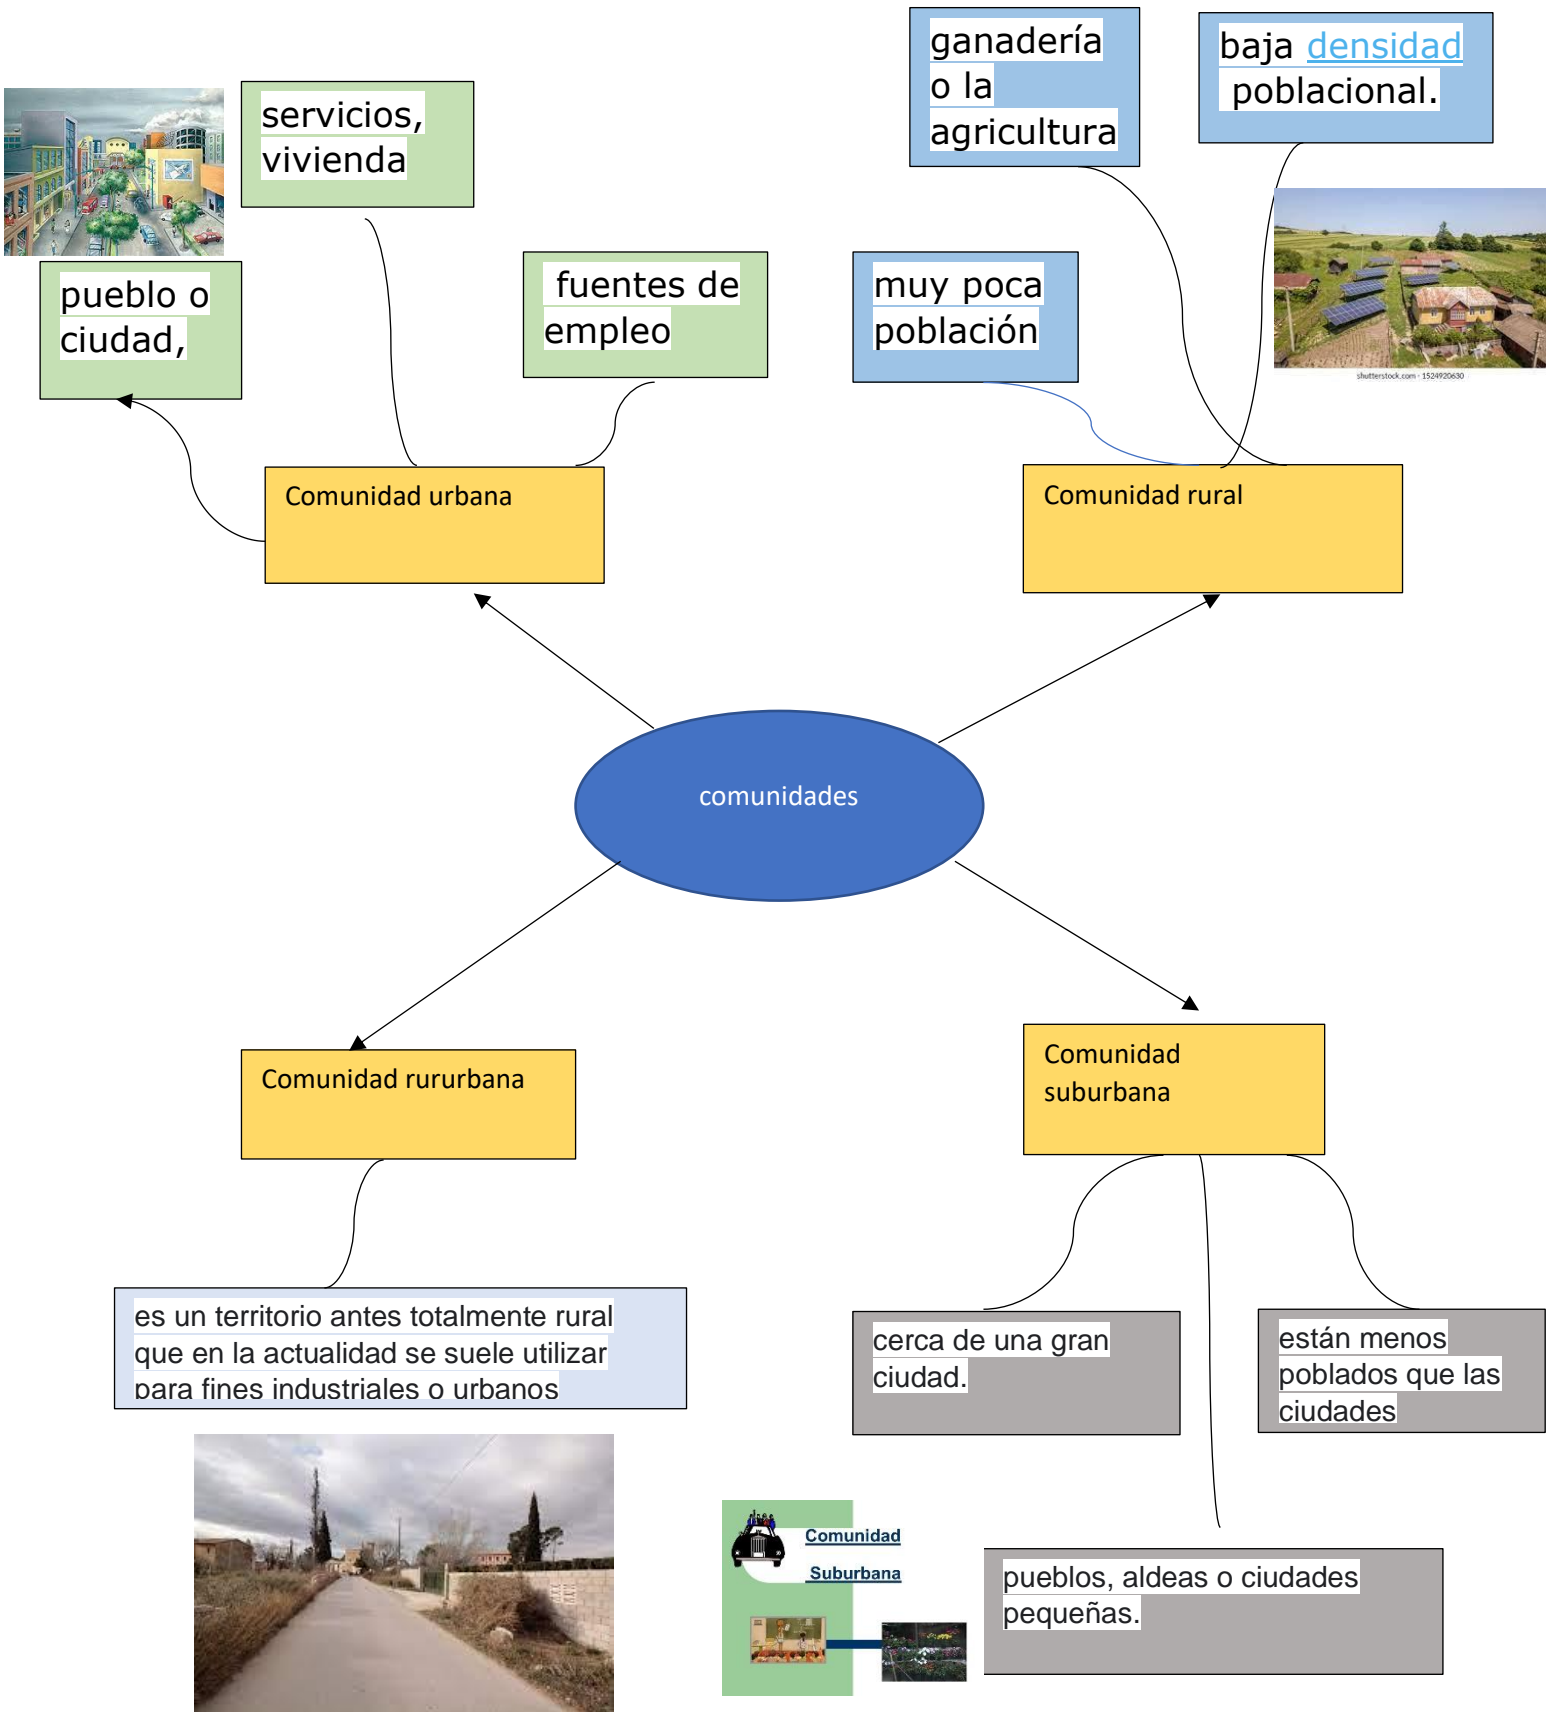 ganadería
o la
agricultura
baja densidad
poblacional.
servicios,
vivienda
pueblo o
ciudad,
fuentes de
empleo
muy poca
población
shutterstock.com · 1524920630
Comunidad urbana
Comunidad rural
comunidades
Comunidad rururbana
Comunidad
suburbana
es un territorio antes totalmente rural
que en la actualidad se suele utilizar
para fines industriales o urbanos
cerca de una gran
ciudad.
están menos
poblados que las
ciudades
Comunidad
Suburbana
pueblos, aldeas o ciudades
pequeñas.